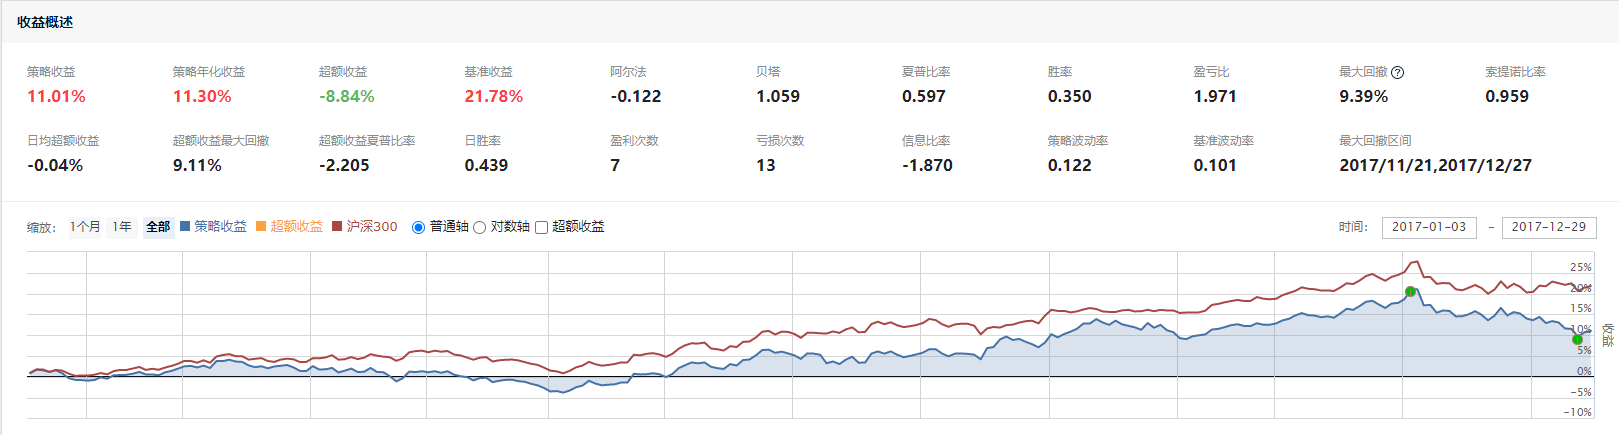 收益概述
策略收益 策略年化收益 超额收益 基准收益 阿尔法 贝塔 夏普比率 胜率 盈亏比 最大回撤 ? 索提诺比率
11.01% 11.30% -8.84% 21.78% -0.122 1.059 0.597 0.350 1.971 9.39% 0.959
日均超额收益 超额收益最大回撤 超额收益夏普比率 日胜率 盈利次数 亏损次数 信息比率 策略波动率 基准波动率 最大回撤区间
-0.04% 9.11% -2.205 0.439 7 13 -1.870 0.122 0.101 2017/11/21,2017/12/27
缩放: 1个月 1年 全部 策略收益 超额收益 沪深300 普通轴 对数轴 超额收益 时间: 2017-01-03 - 2017-12-29
25%
20%
15%
10%
5%
0%
-5%
-10%
收益